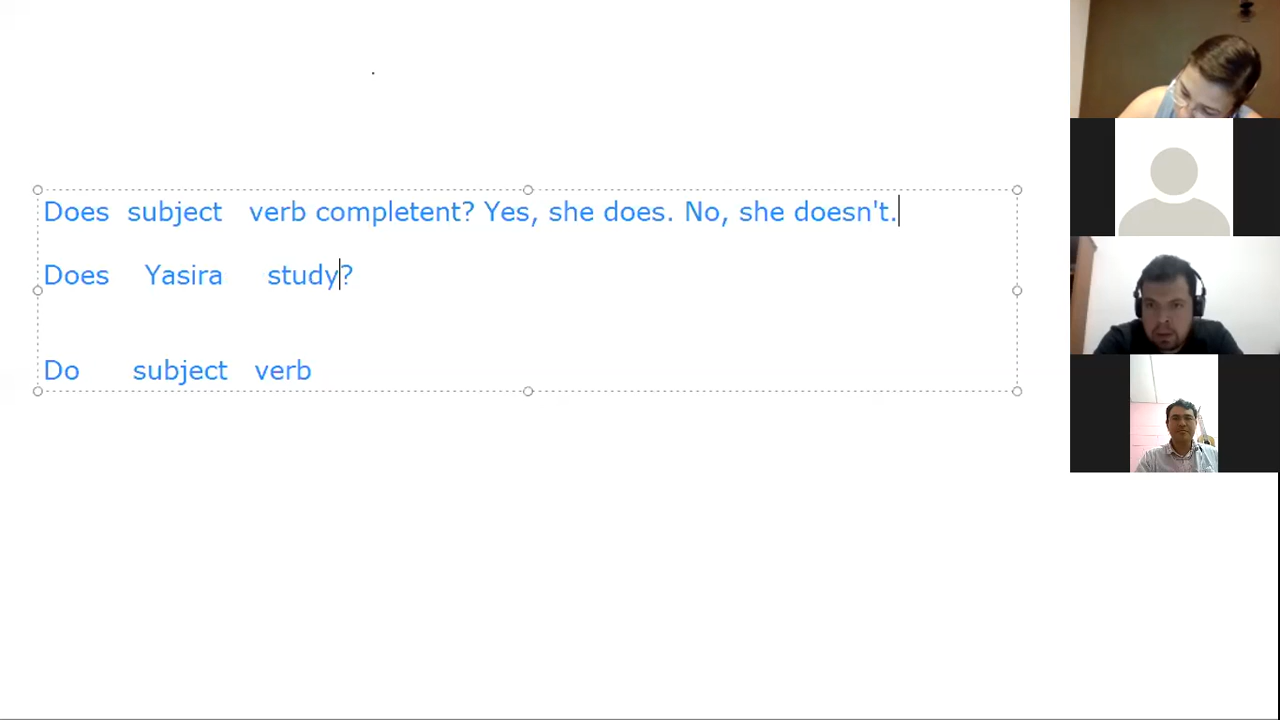 Does subject verb completent? Yes, she does. No, she doesn't.
Does Yasira study?
Do subject verb